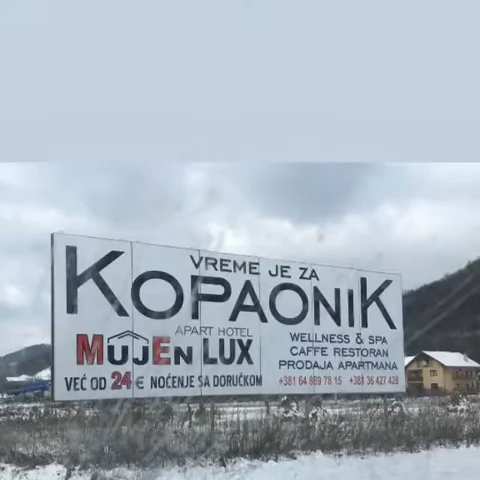 VREME JE ZA
KOPAONIK
APART HOTEL
MUJEN LUX
VEĆ OD 24 € NOĆENJE SA DORUČKOM
WELLNESS & SPA
CAFFE RESTORAN
PRODAJA APARTMANA
+381 64 869 78 15 +381 36 427 428